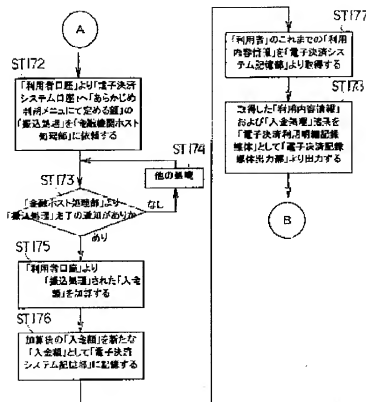 A
ST172
「利用者口座」より「電子決済
システム口座」へ「あらかじめ
利用メニュにて定める額」の
「振込処理」を「金融機関ホスト
処理部」に依頼する
ST174
他の処理
ST173
「金融ホスト処理部」より
「振込処理」完了の通知がありか
なし
あり
ST175
「利用者口座」より
「振込処理」された「入金
額」を加算する
ST176
加算後の「入金額」を新たな
「入金額」として「電子決済
システム記憶部」に記憶する
ST177
「利用者」のこれまでの「利用
内容情報」を「電子決済シス
テム記憶部」より取得する
ST178
取得した「利用内容情報」
および「入金処理」結果を
「電子決済利用明細記録
媒体」として「電子決済記録
媒体出力部」より出力する
B